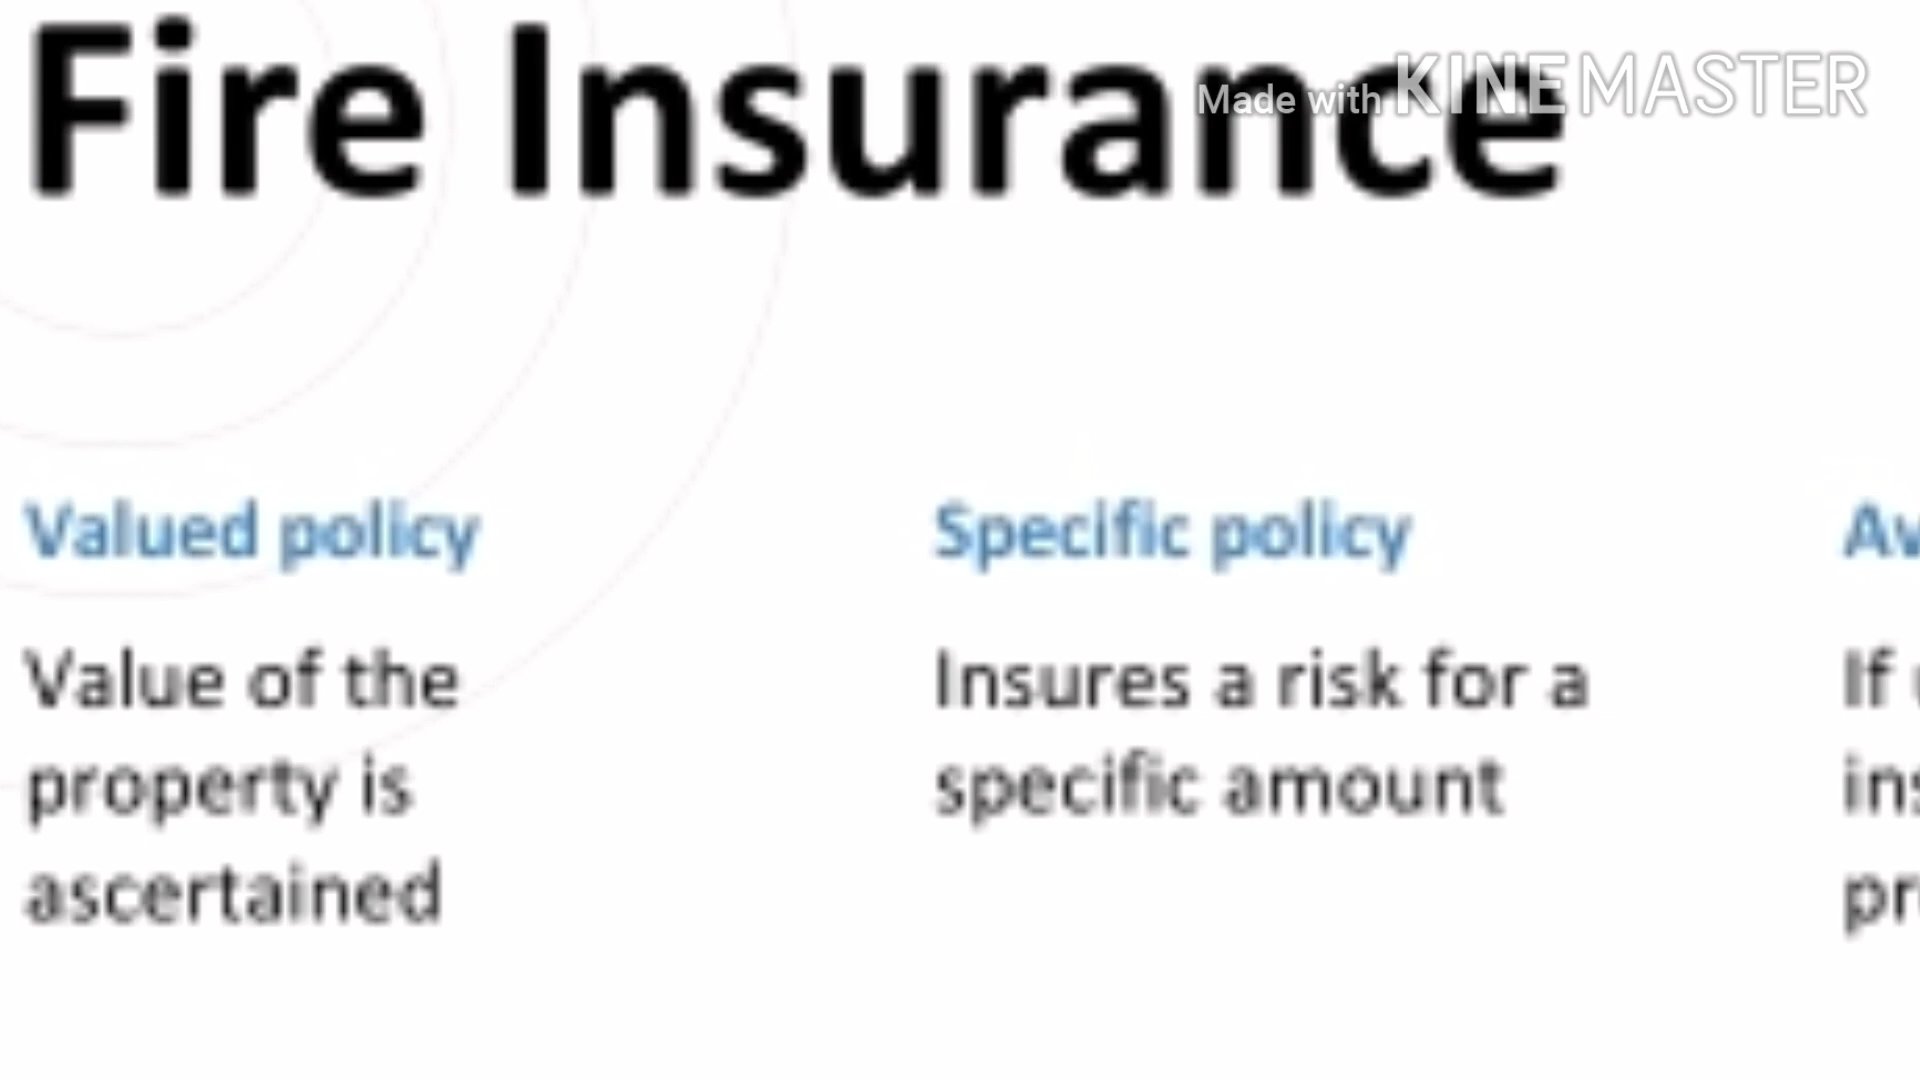 Fire Insurance
Made with KINEMASTER
Valued policy
Value of the
property is
ascertained
Specific policy
Insures a risk for a
specific amount
If